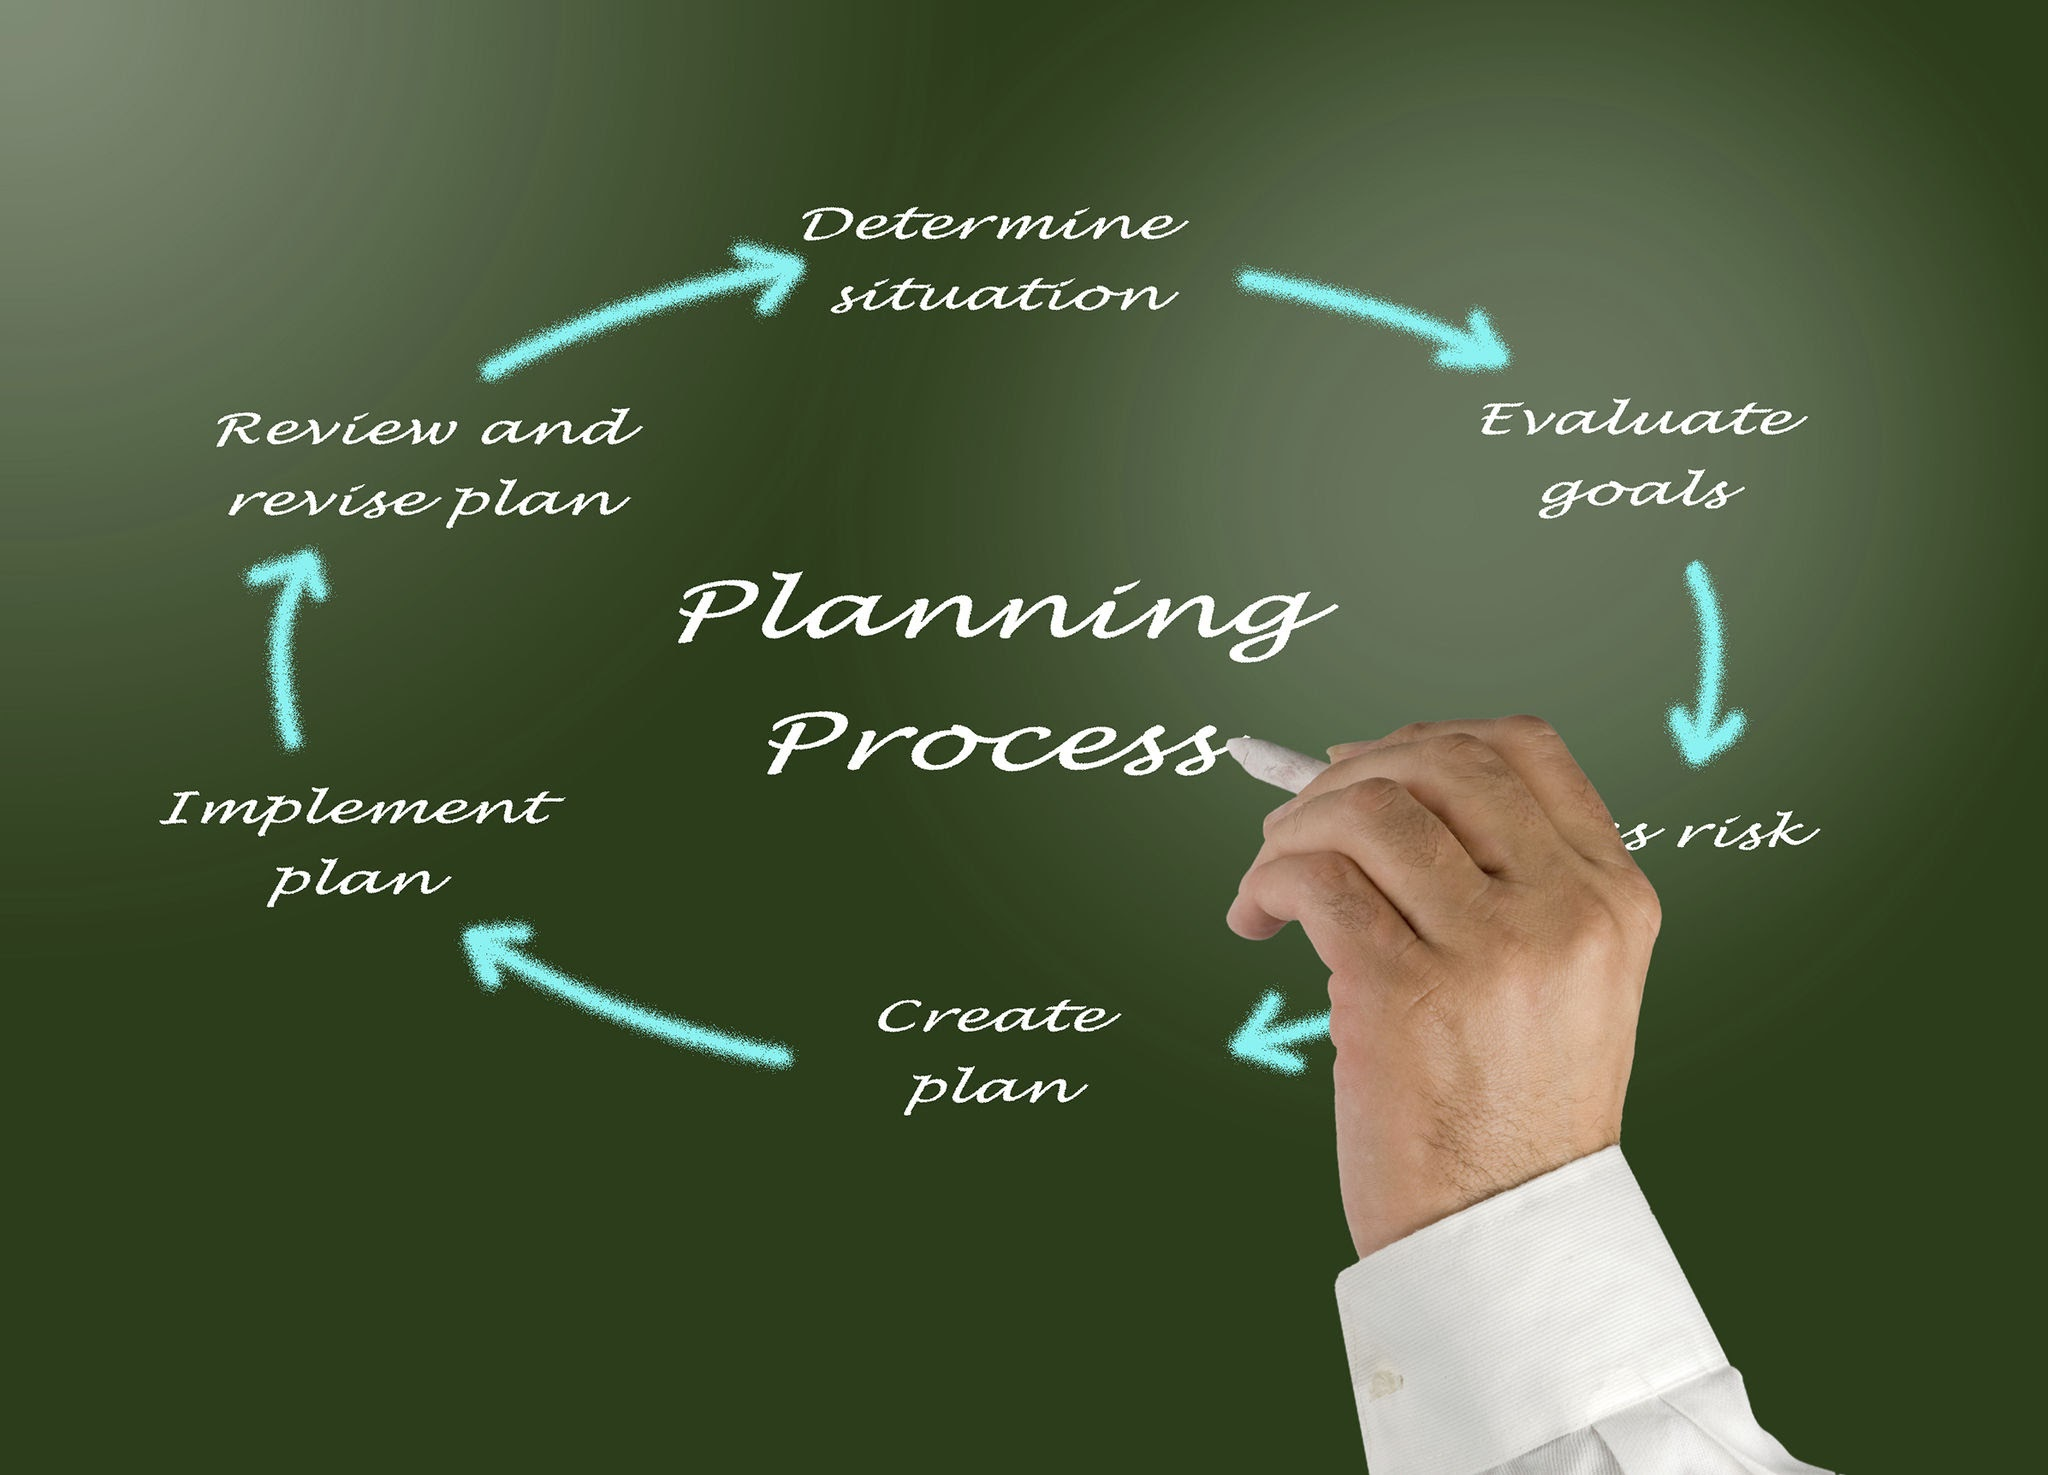 Determine
situation
Evaluate
goals
risk
Create
plan
Implement
plan
Review and
revise plan
Planning
Process